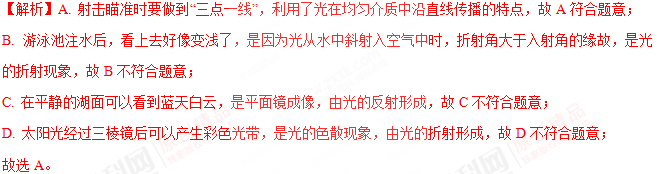 【解析】A. 射击瞄准时要做到“三点一线”，利用了光在均匀介质中沿直线传播的特点，故 A 符合题意；
B. 游泳池注水后，看上去好像变浅了，是因为光从水中斜射入空气中时，折射角大于入射角的缘故，是光
的折射现象，故 B 不符合题意；
C. 在平静的湖面可以看到蓝天白云，是平面镜成像，由光的反射形成，故 C 不符合题意；
D. 太阳光经过三棱镜后可以产生彩色光带，是光的色散现象，由光的折射形成，故 D 不符合题意；
故选 A。